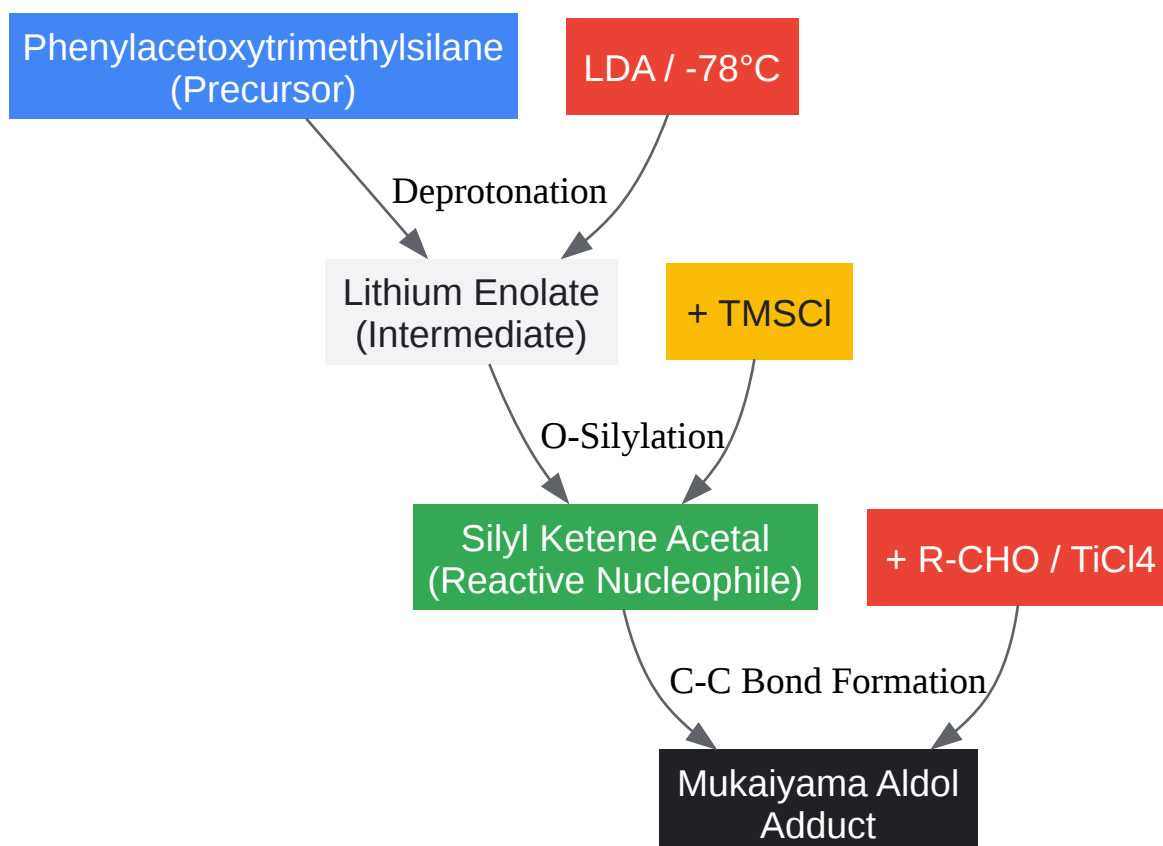 Phenylacetoxytrimethylsilane
(Precursor)
LDA / -78°C
Deprotonation
Lithium Enolate
(Intermediate)
+ TMSCl
O-Silylation
Silyl Ketene Acetal
(Reactive Nucleophile)
+ R-CHO / TiCl4
C-C Bond Formation
Mukaiyama Aldol
Adduct